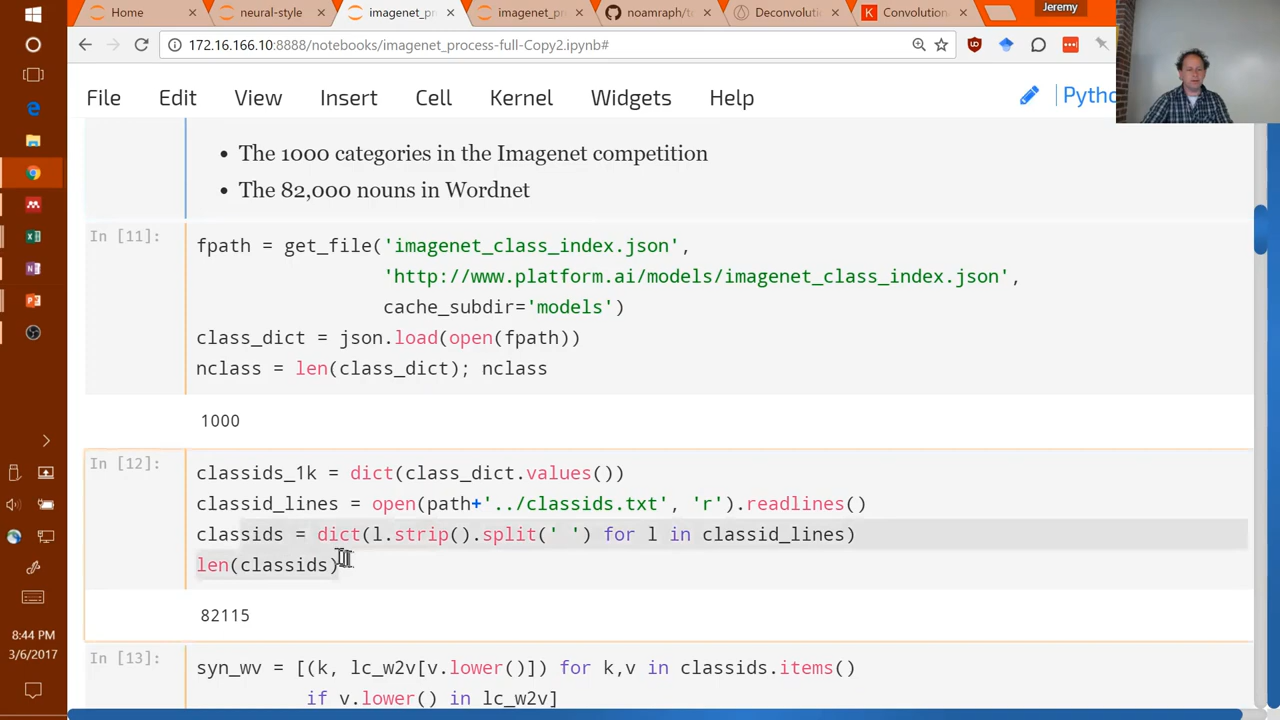 Home
neural-style
imagenet_pr
imagenet_pr
noamraph/t
Deconvoluti
Convolution
Jeremy
172.16.166.10:8888/notebooks/imagenet_process-full-Copy2.ipynb#
File Edit View Insert Cell Kernel Widgets Help
Pytho
• The 1000 categories in the Imagenet competition
• The 82,000 nouns in Wordnet
In [11]:
fpath = get_file('imagenet_class_index.json',
'http://www.platform.ai/models/imagenet_class_index.json',
cache_subdir='models')
class_dict = json.load(open(fpath))
nclass = len(class_dict); nclass
1000
In [12]:
classids_1k = dict(class_dict.values())
classid_lines = open(path+'../classids.txt', 'r').readlines()
classids = dict(l.strip().split(' ') for l in classid_lines)
len(classids)
82115
In [13]:
syn_wv = [(k, lc_w2v[v.lower()]) for k,v in classids.items()
if v.lower() in lc_w2v]
8:44 PM
3/6/2017